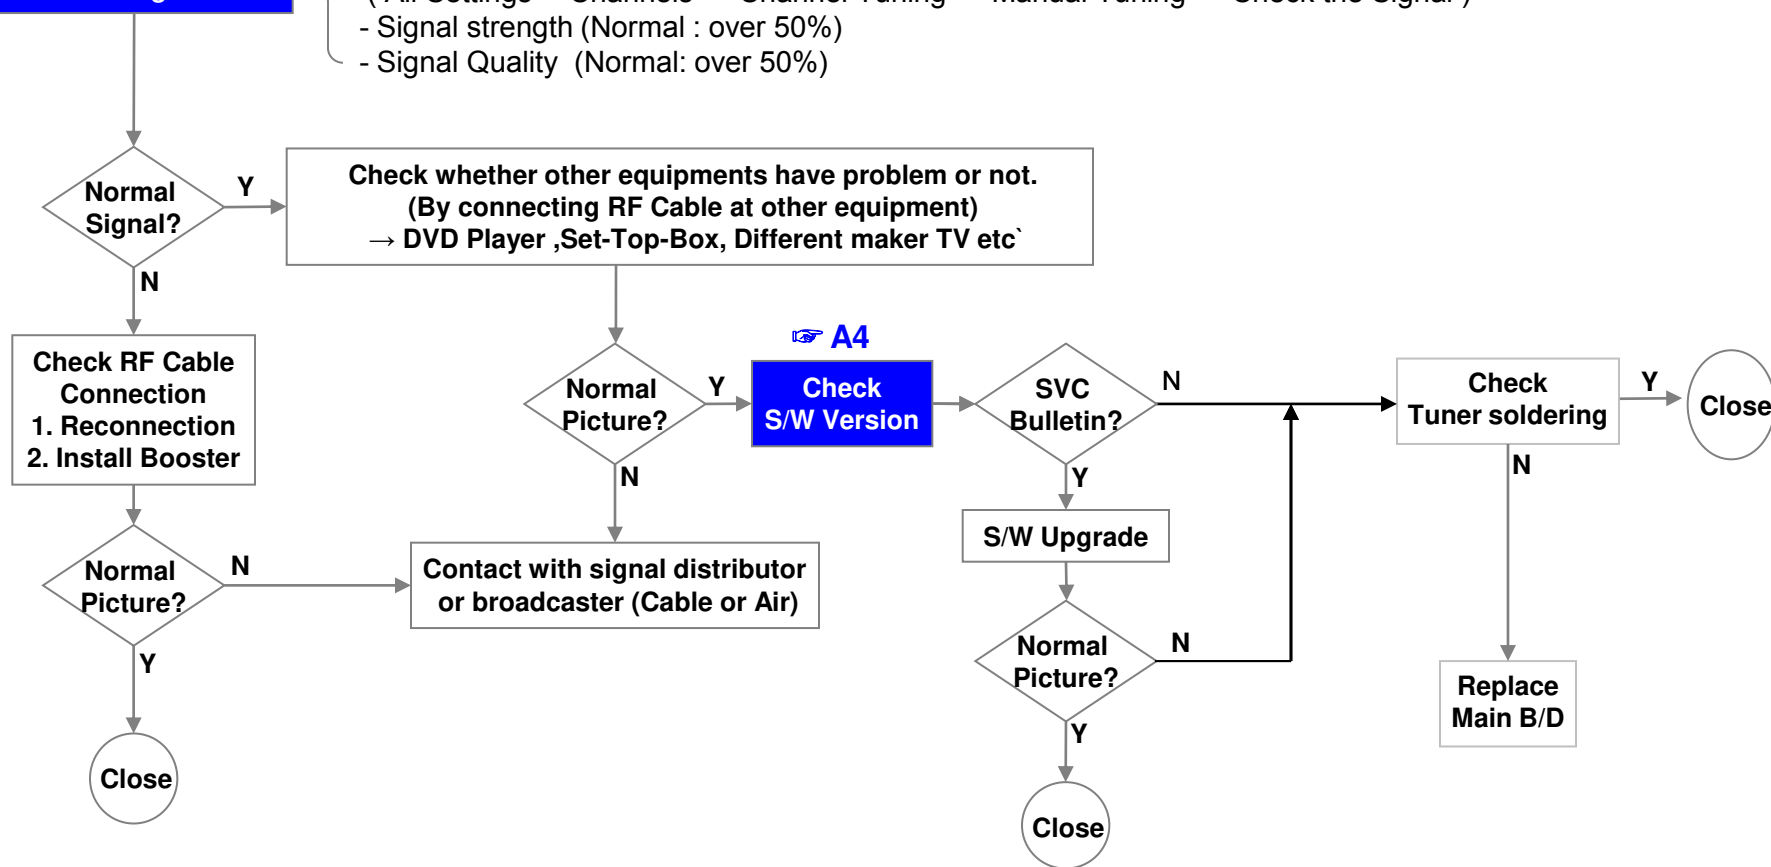 - Signal strength (Normal : over 50%)
- Signal Quality (Normal: over 50%)
Normal
Signal?
Y
N
Check whether other equipments have problem or not.
(By connecting RF Cable at other equipment)
→ DVD Player ,Set-Top-Box, Different maker TV etc`
Check RF Cable
Connection
1. Reconnection
2. Install Booster
Normal
Picture?
N
Y
Close
Normal
Picture?
Y
N
Contact with signal distributor
or broadcaster (Cable or Air)
☞ A4
Check
S/W Version
SVC
Bulletin?
N
Y
S/W Upgrade
Normal
Picture?
N
Y
Close
Check
Tuner soldering
Y
N
Close
Replace
Main B/D